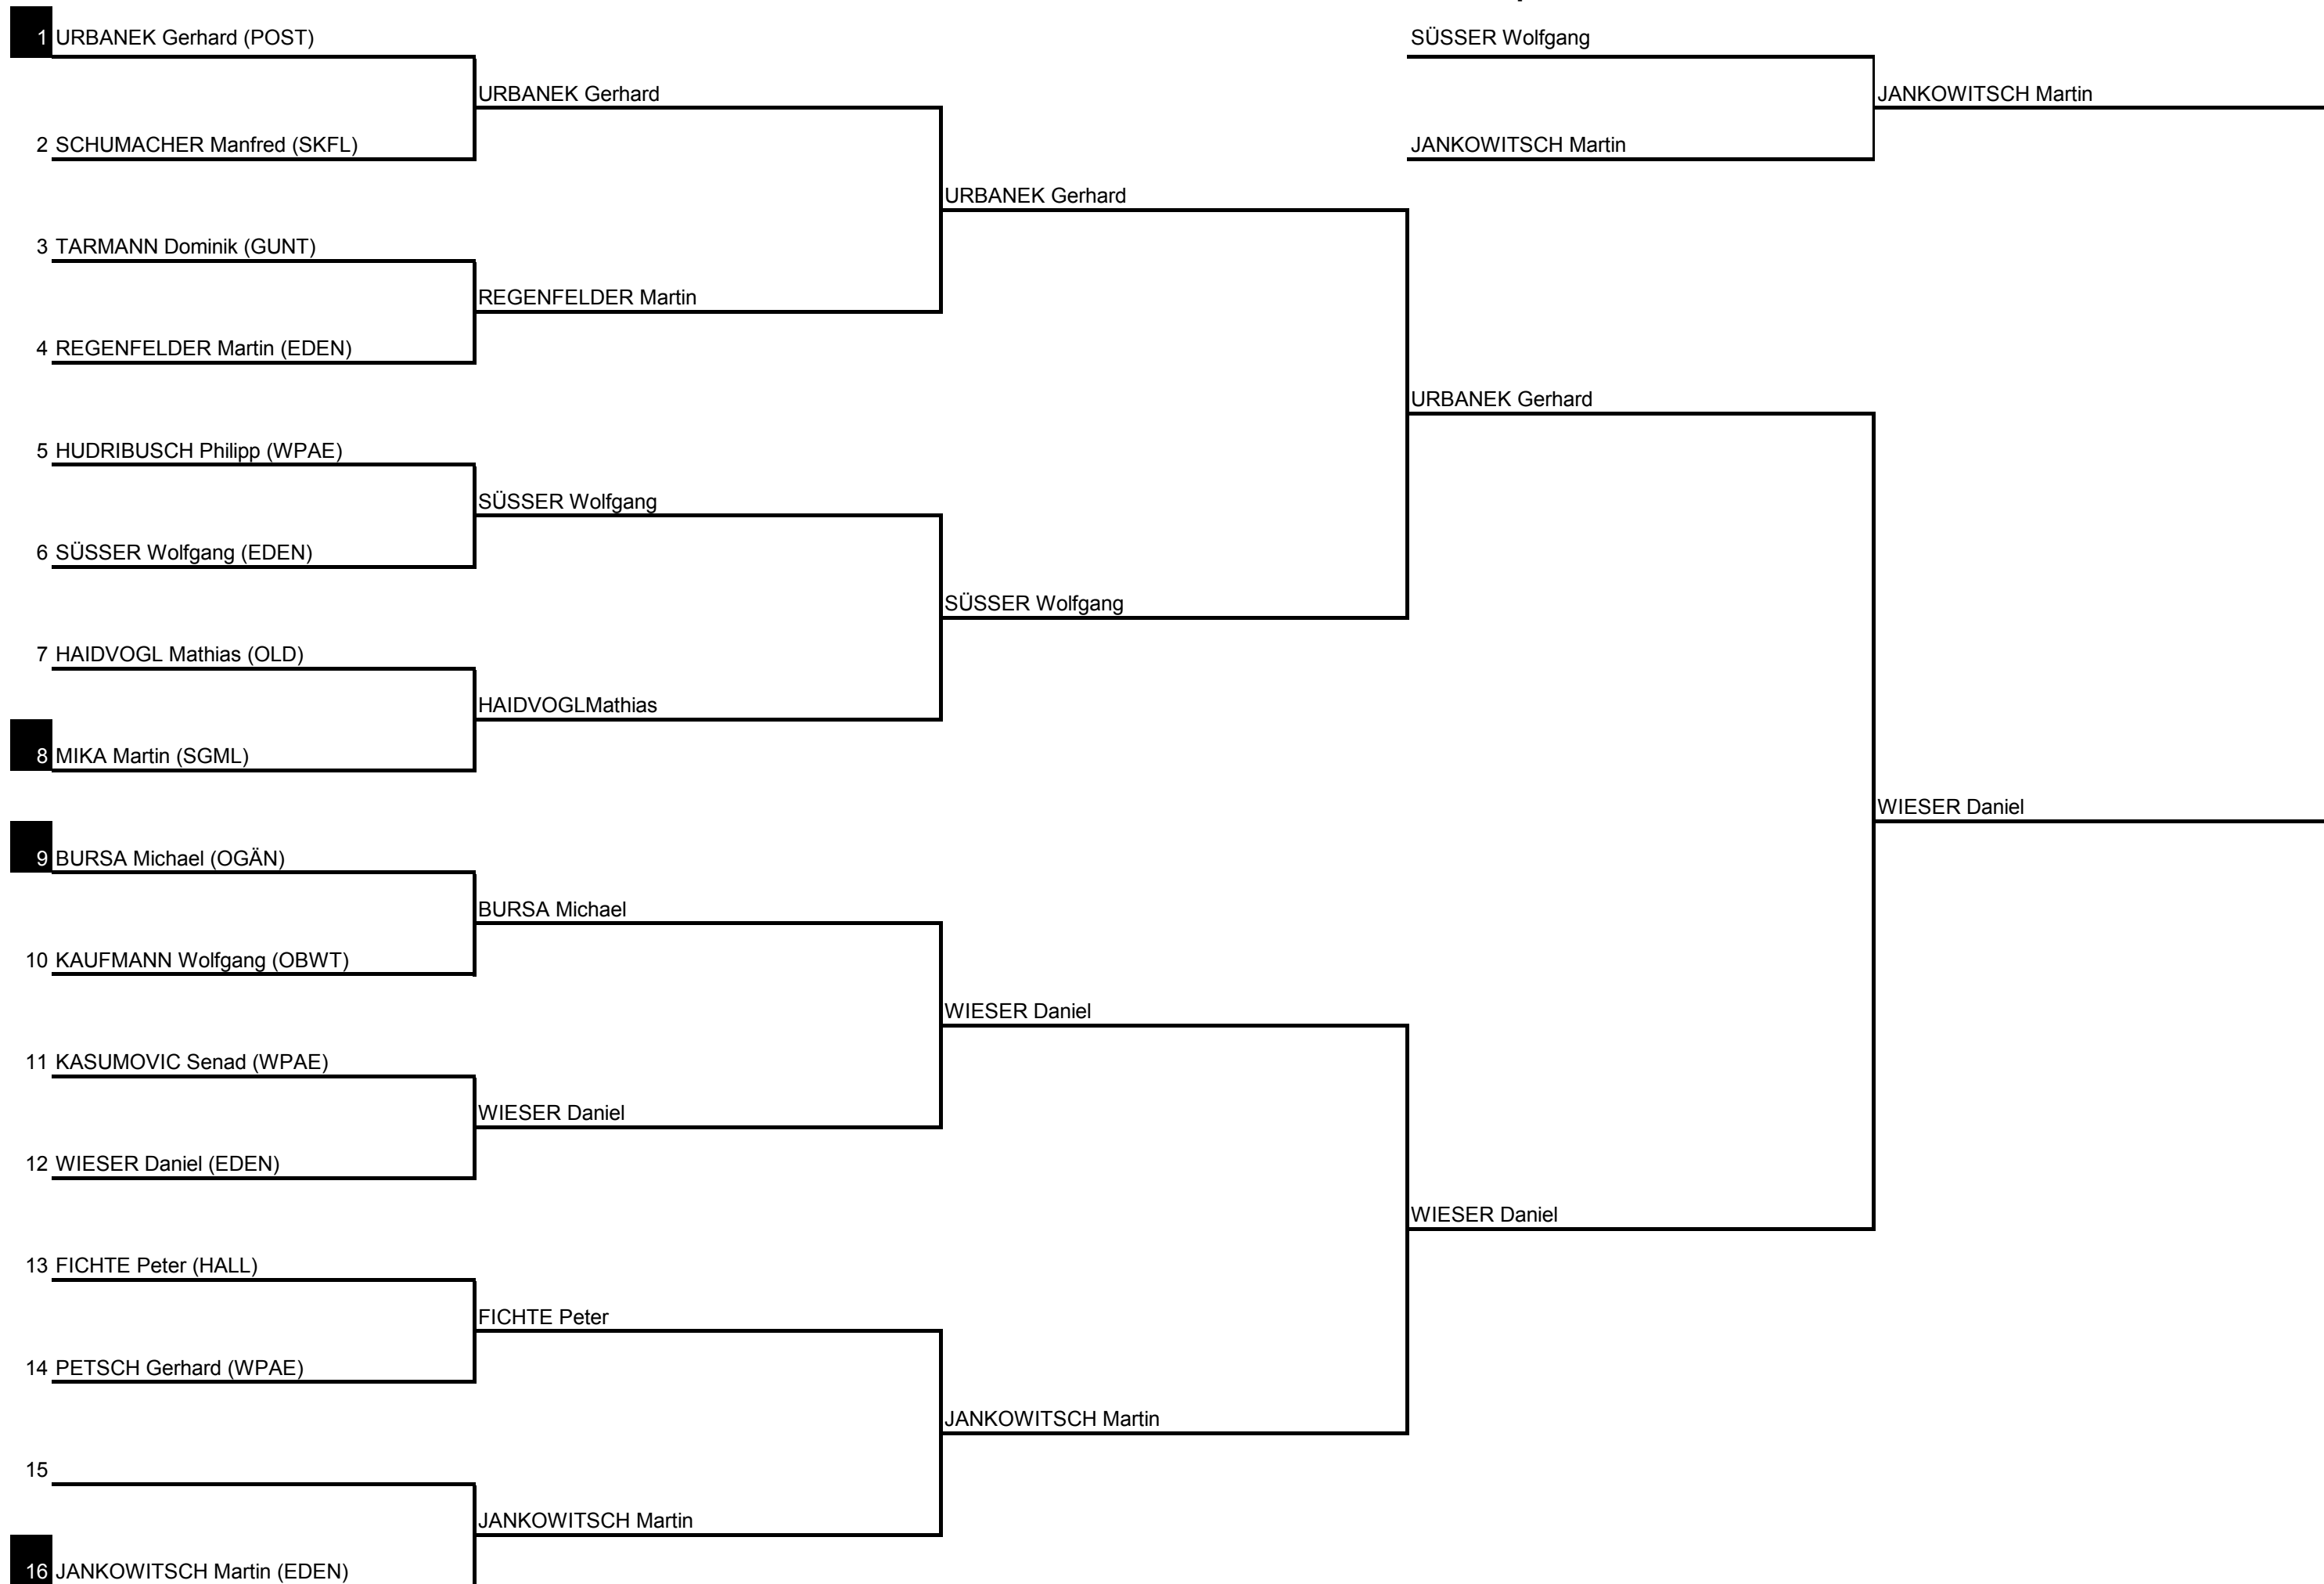 1 URBANEK Gerhard (POST)
SÜSSER Wolfgang
URBANEK Gerhard
JANKOWITSCH Martin
2 SCHUMACHER Manfred (SKFL)
JANKOWITSCH Martin
URBANEK Gerhard
3 TARMANN Dominik (GUNT)
REGENFELDER Martin
4 REGENFELDER Martin (EDEN)
URBANEK Gerhard
5 HUDRIBUSCH Philipp (WPAE)
SÜSSER Wolfgang
6 SÜSSER Wolfgang (EDEN)
SÜSSER Wolfgang
7 HAIDVOGL Mathias (OLD)
HAIDVOGLMathias
8 MIKA Martin (SGML)
WIESER Daniel
9 BURSA Michael (OGÄN)
BURSA Michael
10 KAUFMANN Wolfgang (OBWT)
WIESER Daniel
11 KASUMOVIC Senad (WPAE)
WIESER Daniel
12 WIESER Daniel (EDEN)
WIESER Daniel
13 FICHTE Peter (HALL)
FICHTE Peter
14 PETSCH Gerhard (WPAE)
JANKOWITSCH Martin
15
JANKOWITSCH Martin
16 JANKOWITSCH Martin (EDEN)